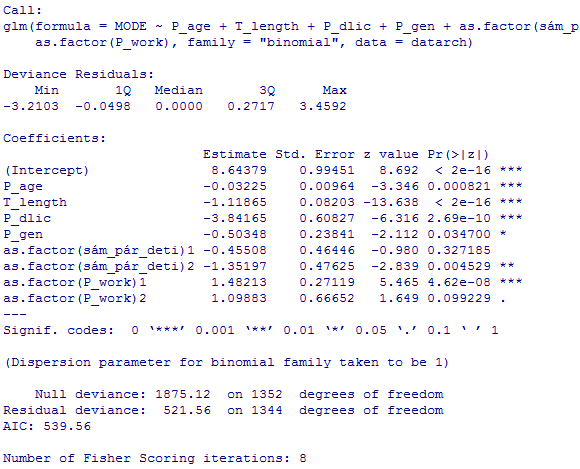 Call:
glm(formula = MODE ~ P_age + T_length + P_dlic + P_gen + as.factor(sám_p
    as.factor(P_work), family = "binomial", data = datarch)

Deviance Residuals:
    Min       1Q   Median       3Q      Max
-3.2103  -0.0498   0.0000   0.2717   3.4592

Coefficients:
                         Estimate Std. Error z value Pr(>|z|)
(Intercept)               8.64379    0.99451   8.692  < 2e-16 ***
P_age                    -0.03225    0.00964  -3.346 0.000821 ***
T_length                 -1.11865    0.08203 -13.638  < 2e-16 ***
P_dlic                   -3.84165    0.60827  -6.316 2.69e-10 ***
P_gen                    -0.50348    0.23841  -2.112 0.034700 *
as.factor(sám_pár_deti)1 -0.45508    0.46446  -0.980 0.327185
as.factor(sám_pár_deti)2 -1.35197    0.47625  -2.839 0.004529 **
as.factor(P_work)1        1.48213    0.27119   5.465 4.62e-08 ***
as.factor(P_work)2        1.09883    0.66652   1.649 0.099229 .
---
Signif. codes:  0 ‘***’ 0.001 ‘**’ 0.01 ‘*’ 0.05 ‘.’ 0.1 ‘ ’ 1

(Dispersion parameter for binomial family taken to be 1)

    Null deviance: 1875.12  on 1352  degrees of freedom
Residual deviance:  521.56  on 1344  degrees of freedom
AIC: 539.56

Number of Fisher Scoring iterations: 8